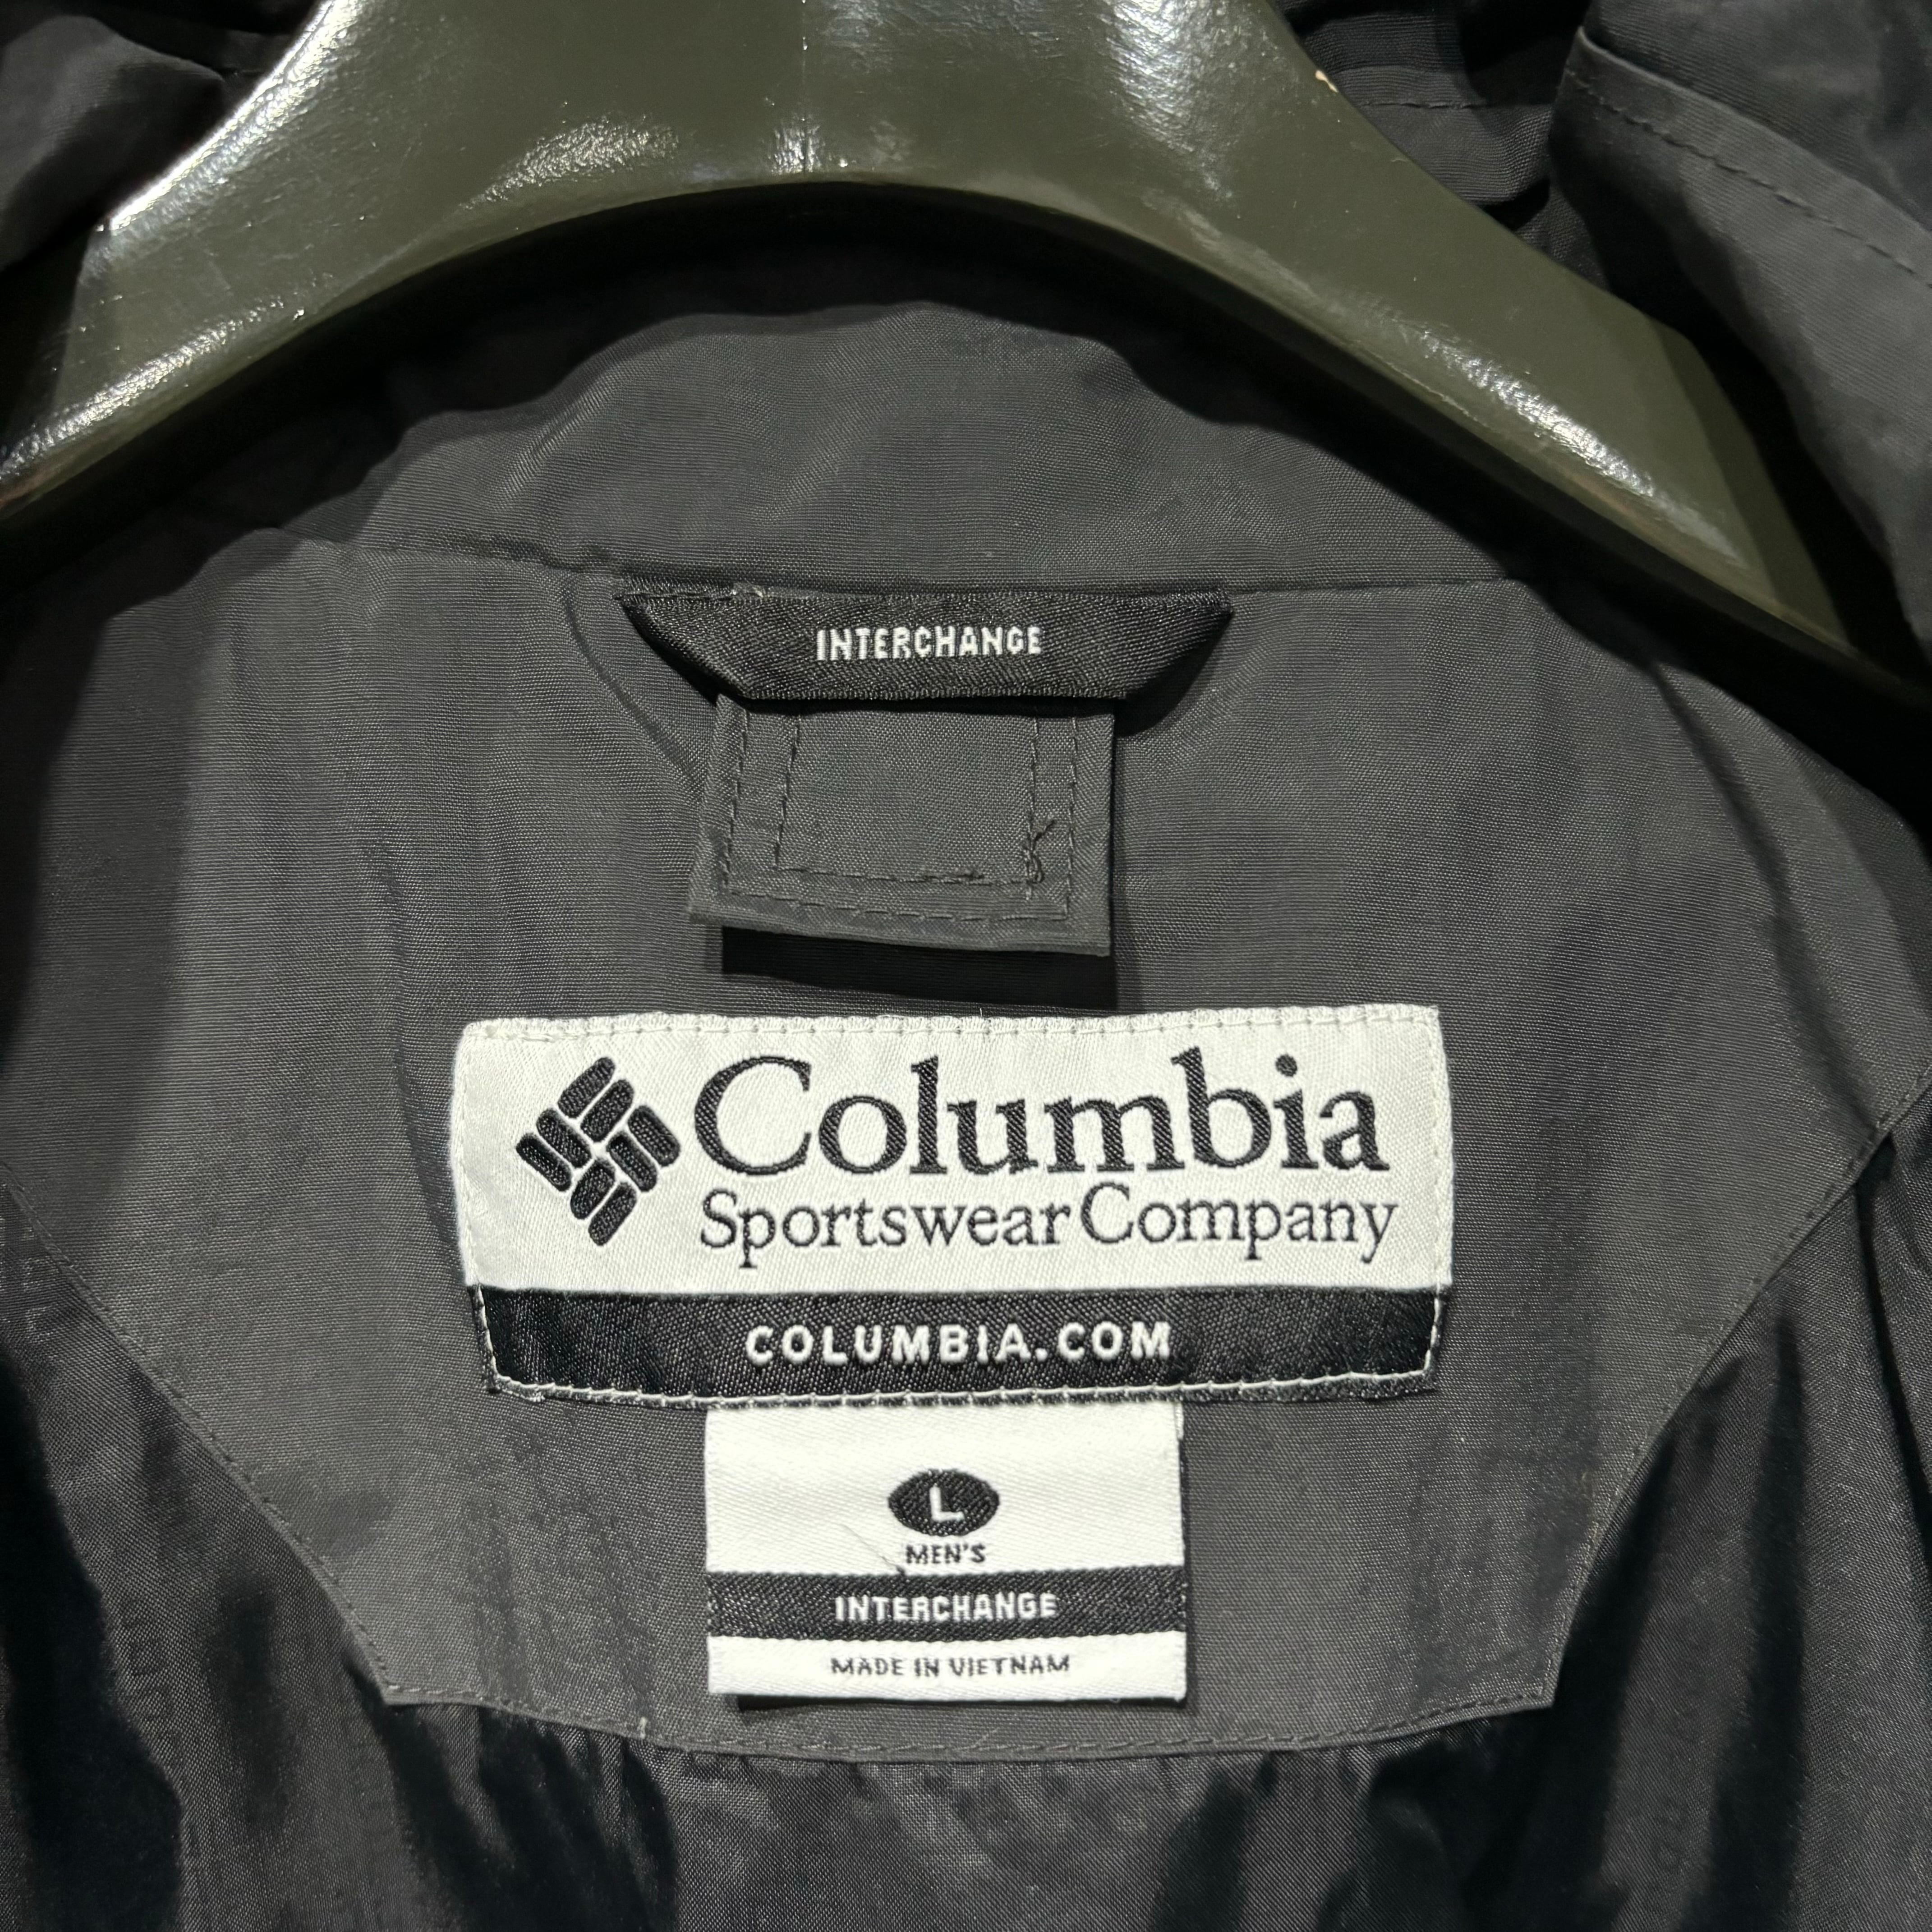 INTERCHANGE
Columbia
Sportswear Company
COLUMBIA.COM
L
MEN'S
INTERCHANGE
MADE IN VIETNAM